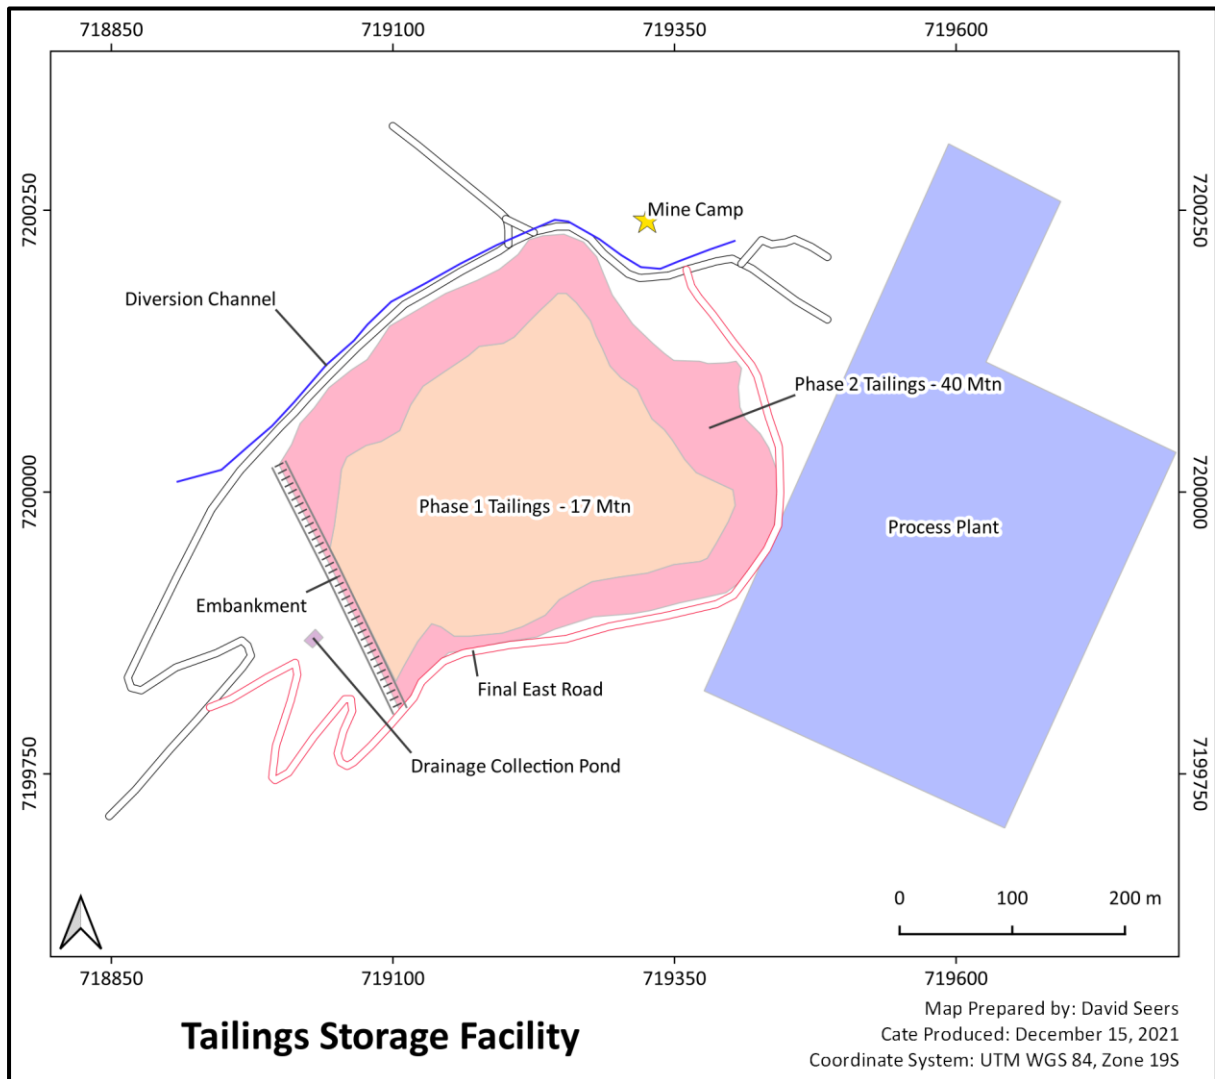 718850 719100 719350 719600
7200250
7200250
Mine Camp
Diversion Channel
Phase 2 Tailings - 40 Mtn
7200000
7200000
Phase 1 Tailings - 17 Mtn
Process Plant
Embankment
Final East Road
7199750
7199750
Drainage Collection Pond
0 100 200 m
718850 719100 719350 719600
Tailings Storage Facility
Map Prepared by: David Seers
Cate Produced: December 15, 2021
Coordinate System: UTM WGS 84, Zone 19S